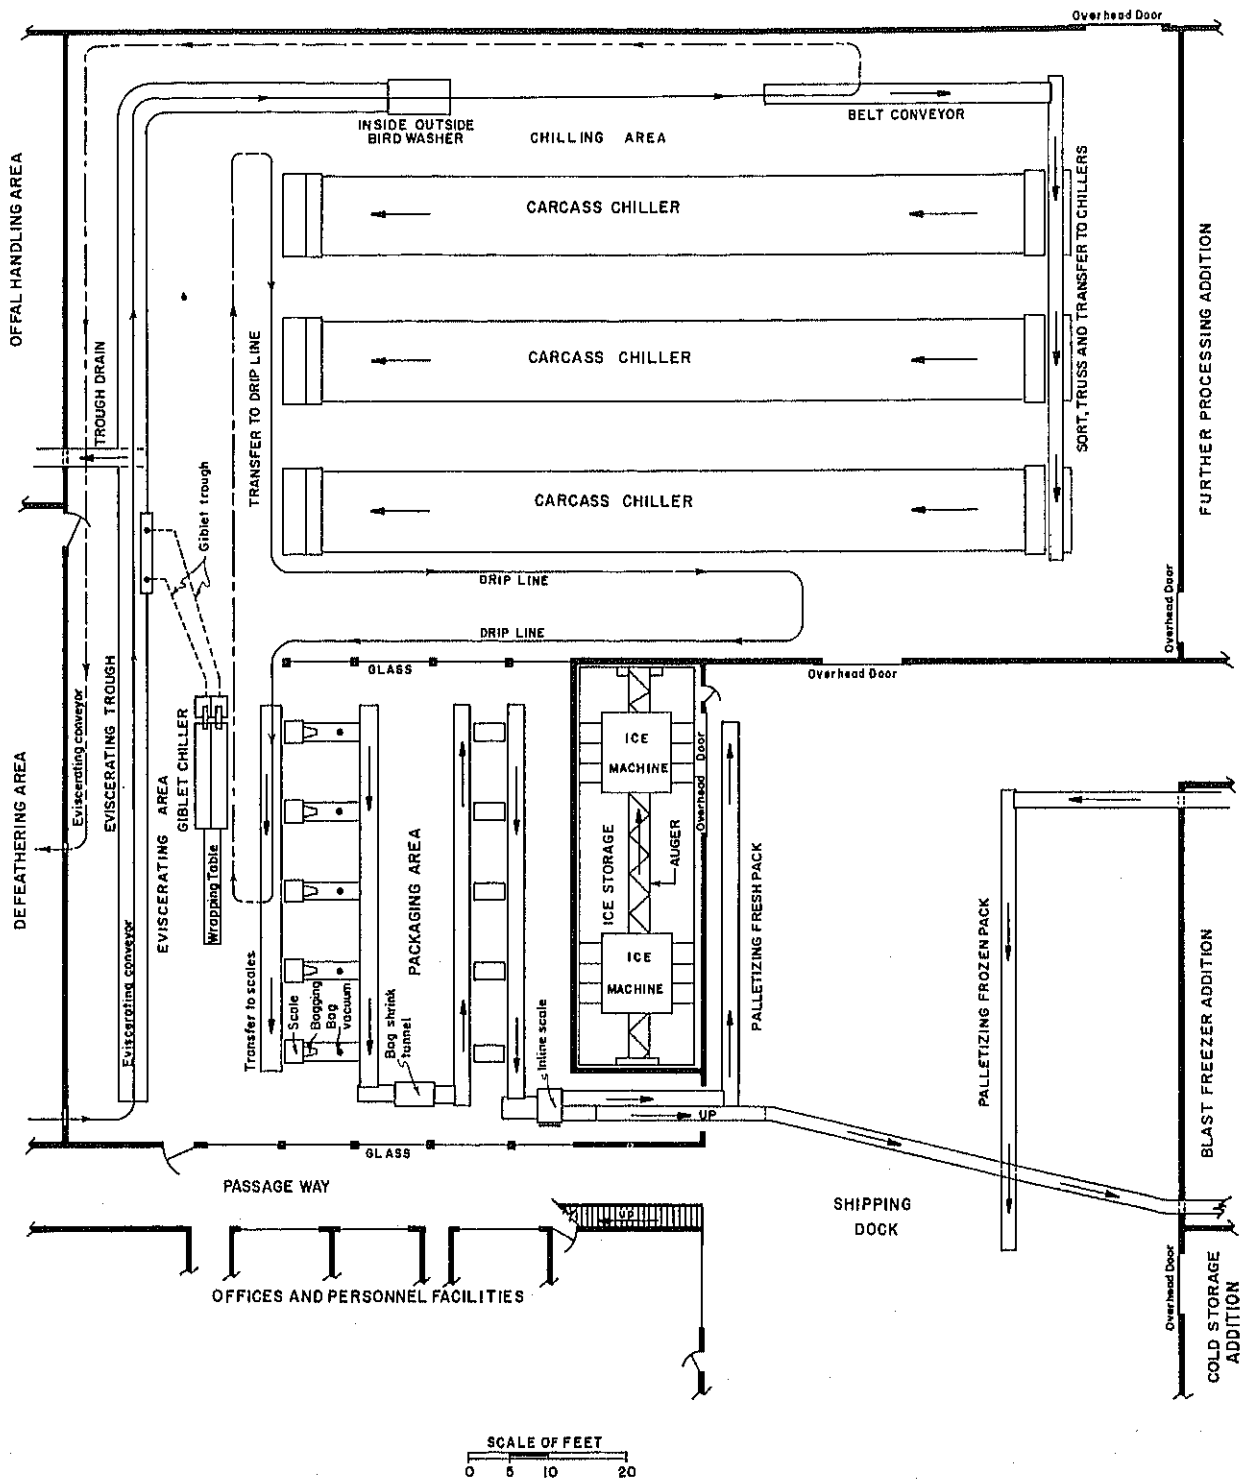 Overhead Door
INSIDE OUTSIDE
BIRD WASHER
BELT CONVEYOR
CHILLING AREA
OFFAL HANDLING AREA
SORT, TRUSS AND TRANSFER TO CHILLERS
CARCASS CHILLER
FURTHER PROCESSING ADDITION
TROUGH DRAIN
TRANSFER TO DRIP LINE
CARCASS CHILLER
Giblet trough
CARCASS CHILLER
DRIP LINE
Overhead Door
DRIP LINE
GLASS
Overhead Door
DEFEATHERING AREA
Eviscerating conveyor
EVISCERATING TROUGH
EVISCERATING AREA
GIBLET CHILLER
Wrapping Table
Eviscerating conveyor
Transfer to scales
Scale
Bagging
Bag
vacuum
PACKAGING AREA
Bag shrink
tunnel
Inline scale
ICE
MACHINE
ICE STORAGE
AUGER
ICE
MACHINE
Overhead Door
PALLETIZING FRESH PACK
PALLETIZING FROZEN PACK
BLAST FREEZER ADDITION
UP
GLASS
PASSAGE WAY
UP
SHIPPING
DOCK
OFFICES AND PERSONNEL FACILITIES
Overhead Door
COLD STORAGE
ADDITION
SCALE OF FEET
0 5 10 20